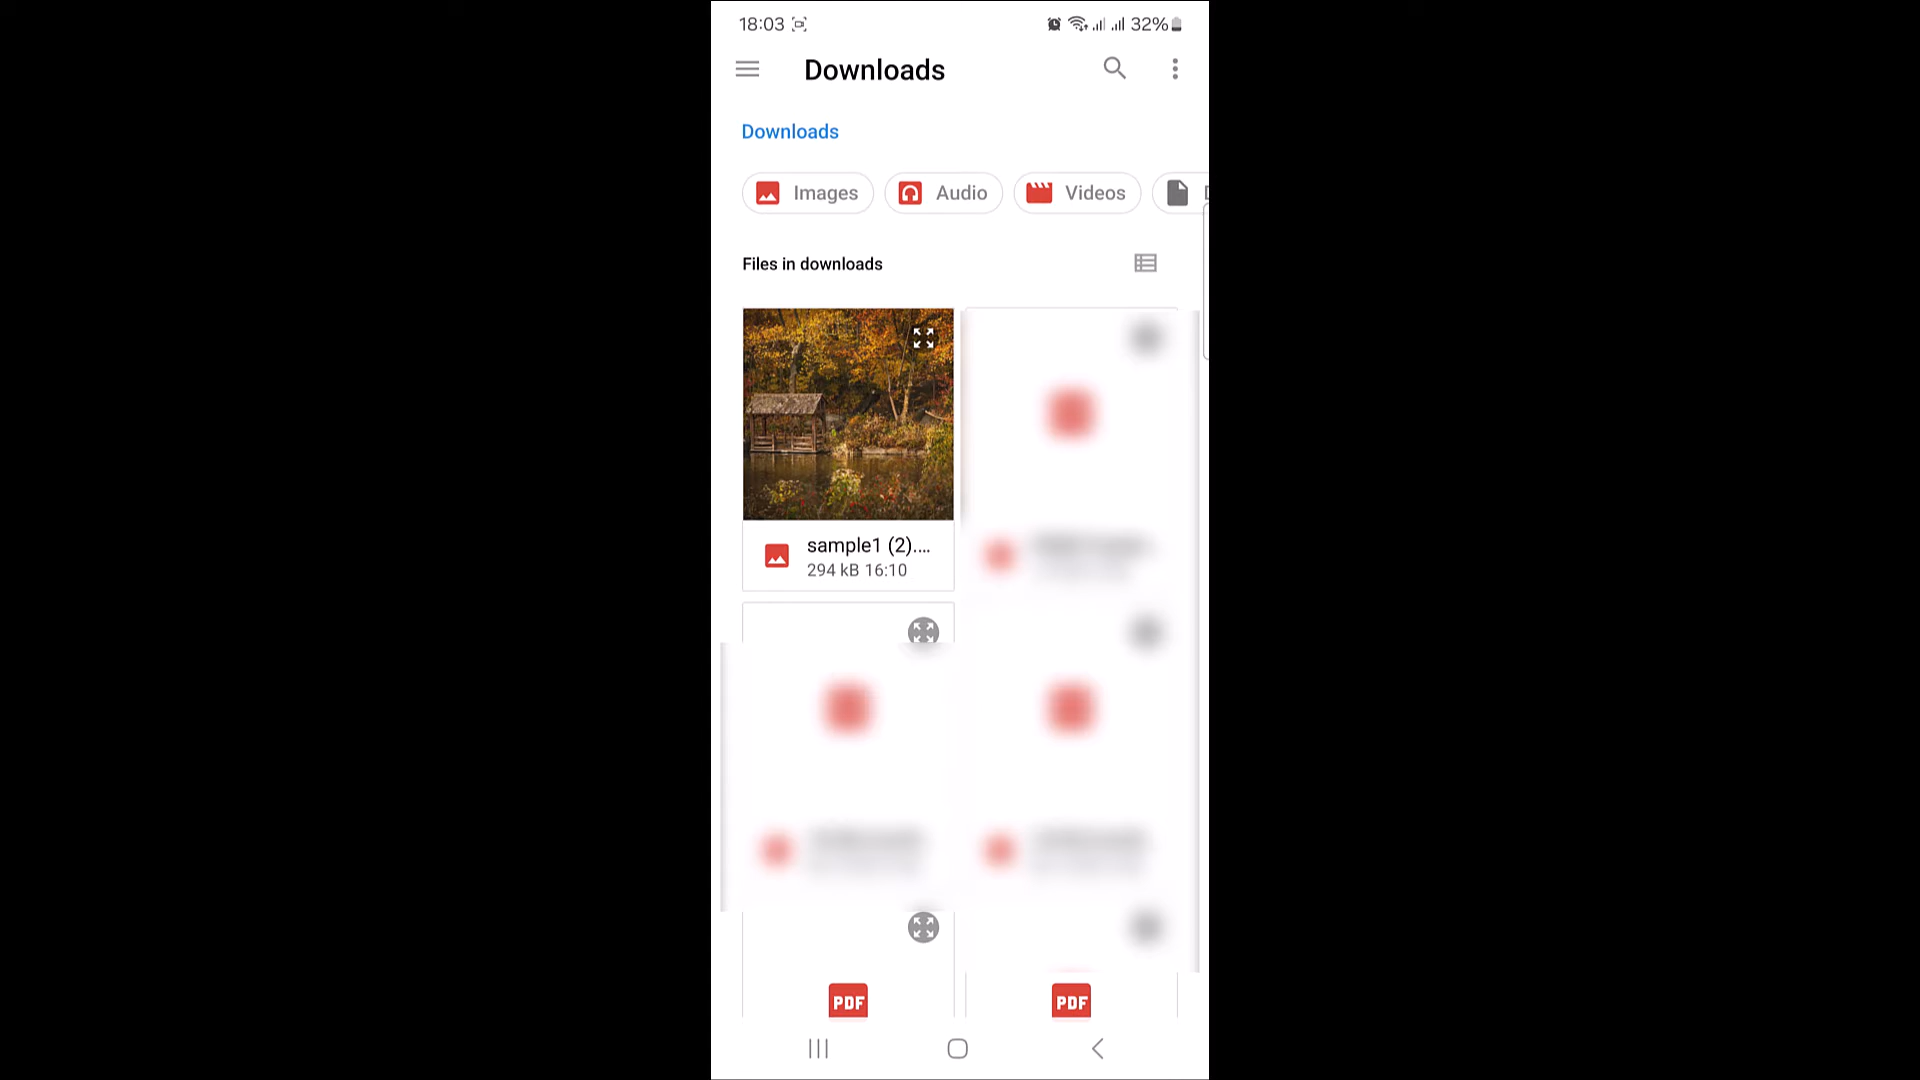 18:03 32%
Downloads
Downloads
Images Audio Videos
Files in downloads
sample1 (2)....
294 kB 16:10
PDF PDF